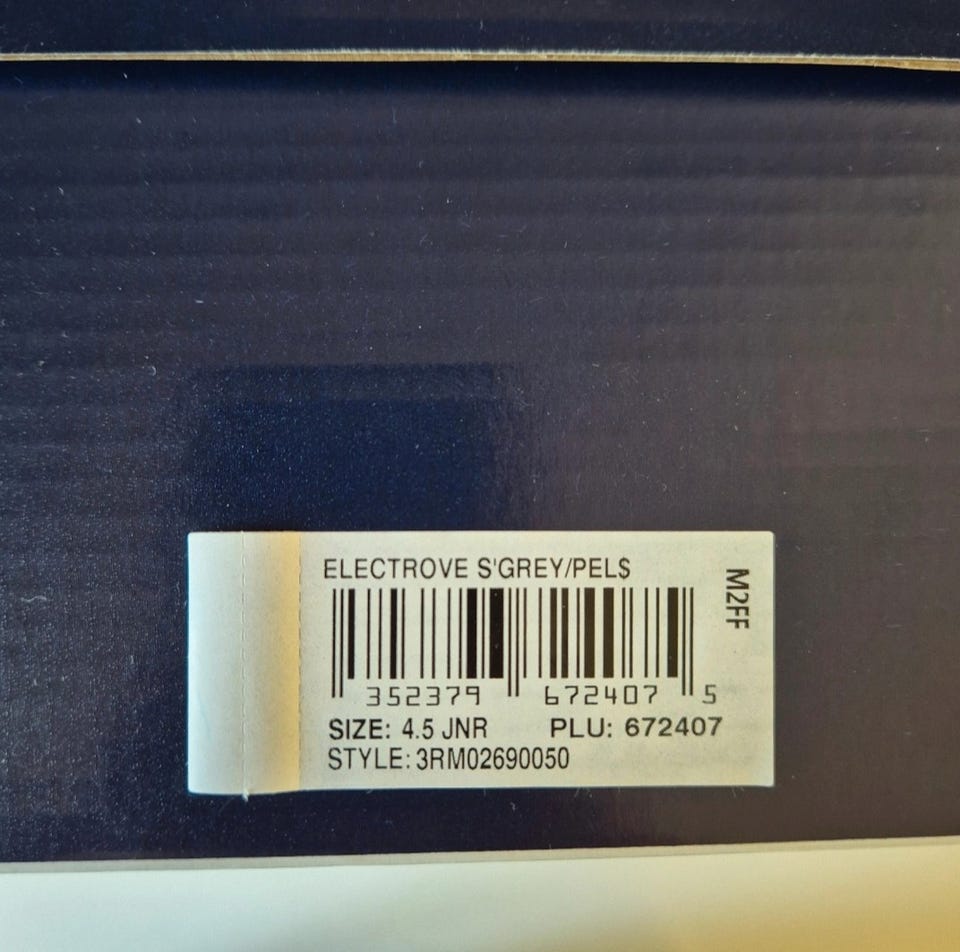 ELECTROVE S'GREY/PEL$
M2FF
352379 672407 5
SIZE: 4.5 JNR PLU: 672407
STYLE: 3RM02690050